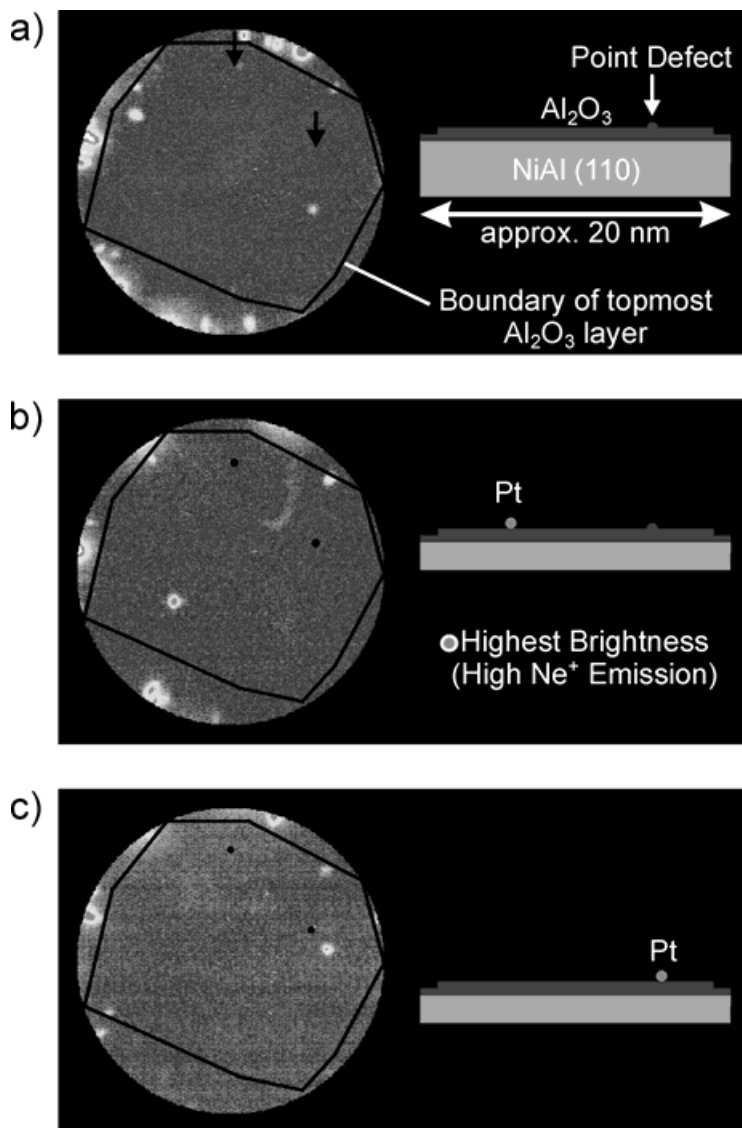 a)
Point Defect
Al₂O₃
NiAl (110)
approx. 20 nm
Boundary of topmost
Al₂O₃ layer
b)
Pt
Highest Brightness
(High Ne⁺ Emission)
c)
Pt